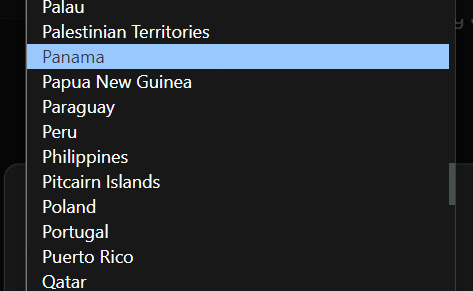 Palau
Palestinian Territories
Panama
Papua New Guinea
Paraguay
Peru
Philippines
Pitcairn Islands
Poland
Portugal
Puerto Rico
Qatar